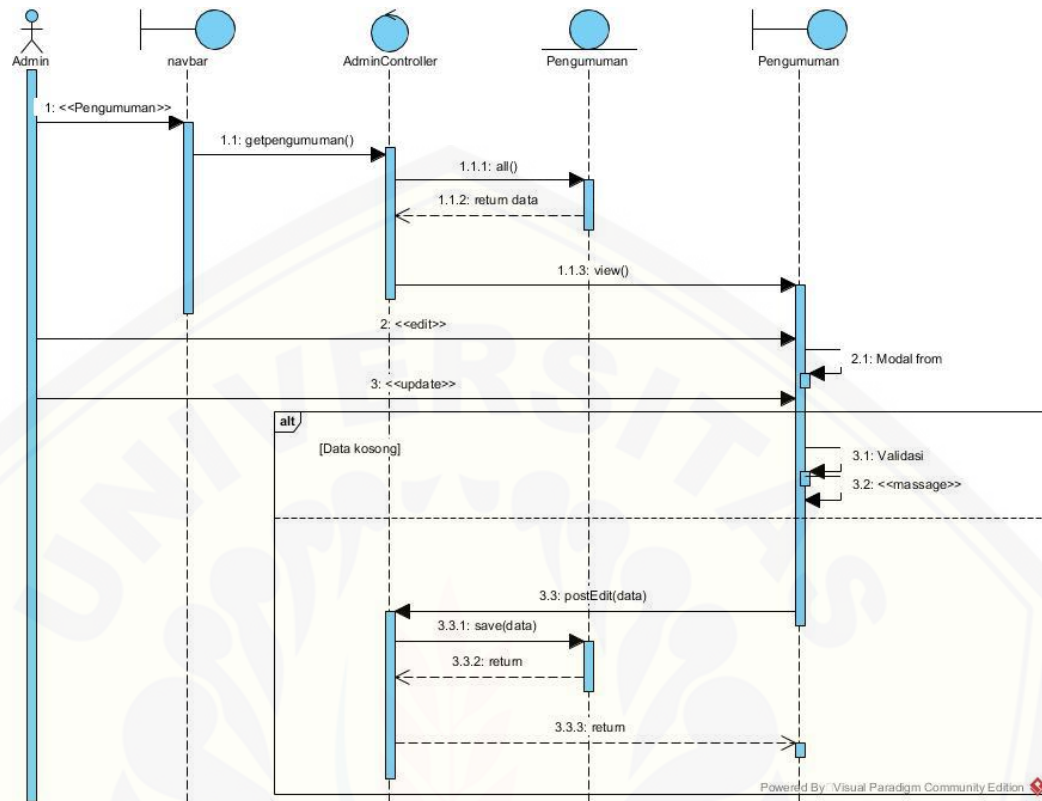 Admin
navbar
AdminController
Pengumuman
Pengumuman
1: <<Pengumuman>>
1.1: getpengumuman()
1.1.1: all()
1.1.2: return data
1.1.3: view()
2: <<edit>>
2.1: Modal from
3: <<update>>
alt
[Data kosong]
3.1: Validasi
3.2: <<massage>>
3.3: postEdit(data)
3.3.1: save(data)
3.3.2: return
3.3.3: return
UNIVERSITAS
Powered By Visual Paradigm Community Edition